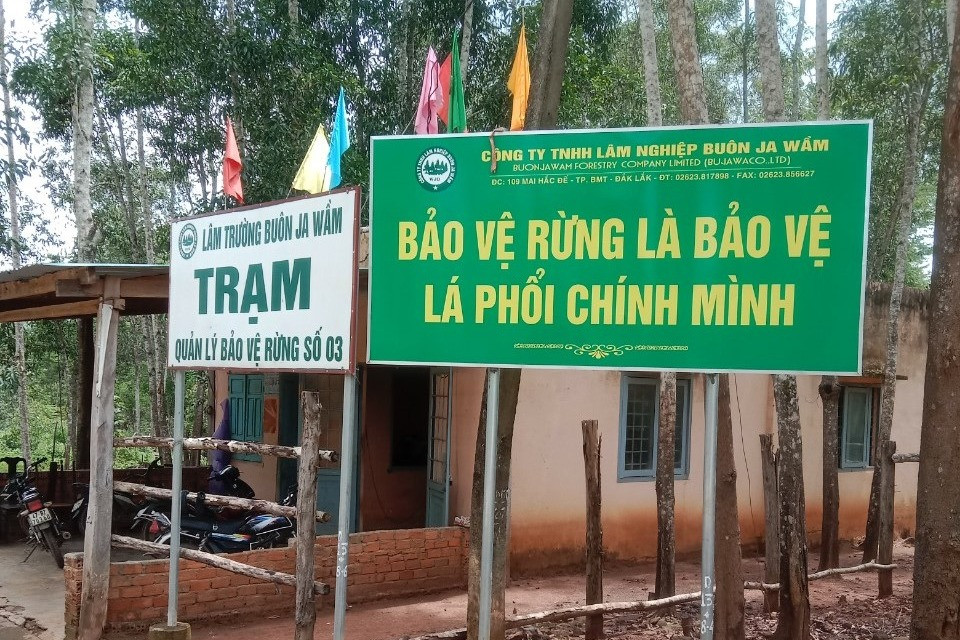 LÂM TRƯỜNG BUÔN JA WẦM
TRẠM
QUẢN LÝ BẢO VỆ RỪNG SỐ 03
CÔNG TY TNHH LÂM NGHIỆP BUÔN JA WẦM
BUONJAWAM FORESTRY COMPANY LIMITED (BUJAWACO.LTD)
ĐC: 109 MAI HẮC ĐẾ - TP. BMT - ĐĂK LĂK - ĐT: 02623.817898 - FAX: 02623.856627
BẢO VỆ RỪNG LÀ BẢO VỆ
LÁ PHỔI CHÍNH MÌNH